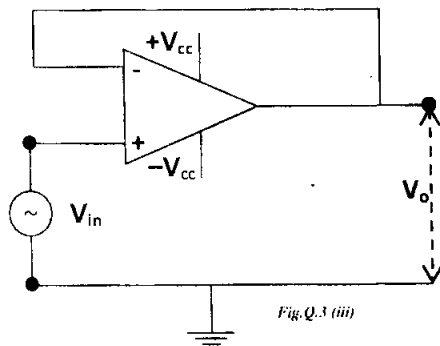 +Vcc
-
+
−Vcc
~
Vin
Vo
Fig.Q.3 (iii)